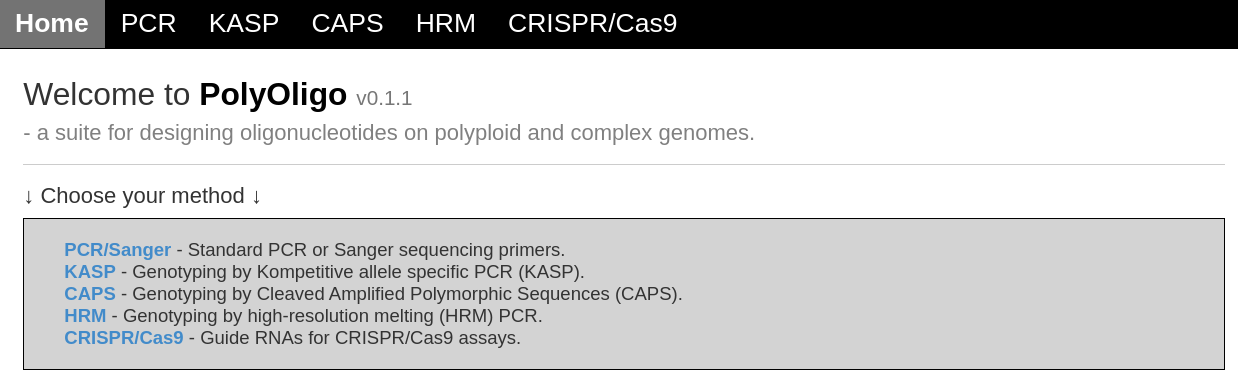 Home PCR KASP CAPS HRM CRISPR/Cas9
Welcome to PolyOligo v0.1.1
- a suite for designing oligonucleotides on polyploid and complex genomes.
↓ Choose your method ↓
PCR/Sanger - Standard PCR or Sanger sequencing primers.
KASP - Genotyping by Kompetitive allele specific PCR (KASP).
CAPS - Genotyping by Cleaved Amplified Polymorphic Sequences (CAPS).
HRM - Genotyping by high-resolution melting (HRM) PCR.
CRISPR/Cas9 - Guide RNAs for CRISPR/Cas9 assays.